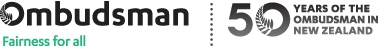 Ombudsman
Fairness for all
50 YEARS OF THE
OMBUDSMAN IN
NEW ZEALAND